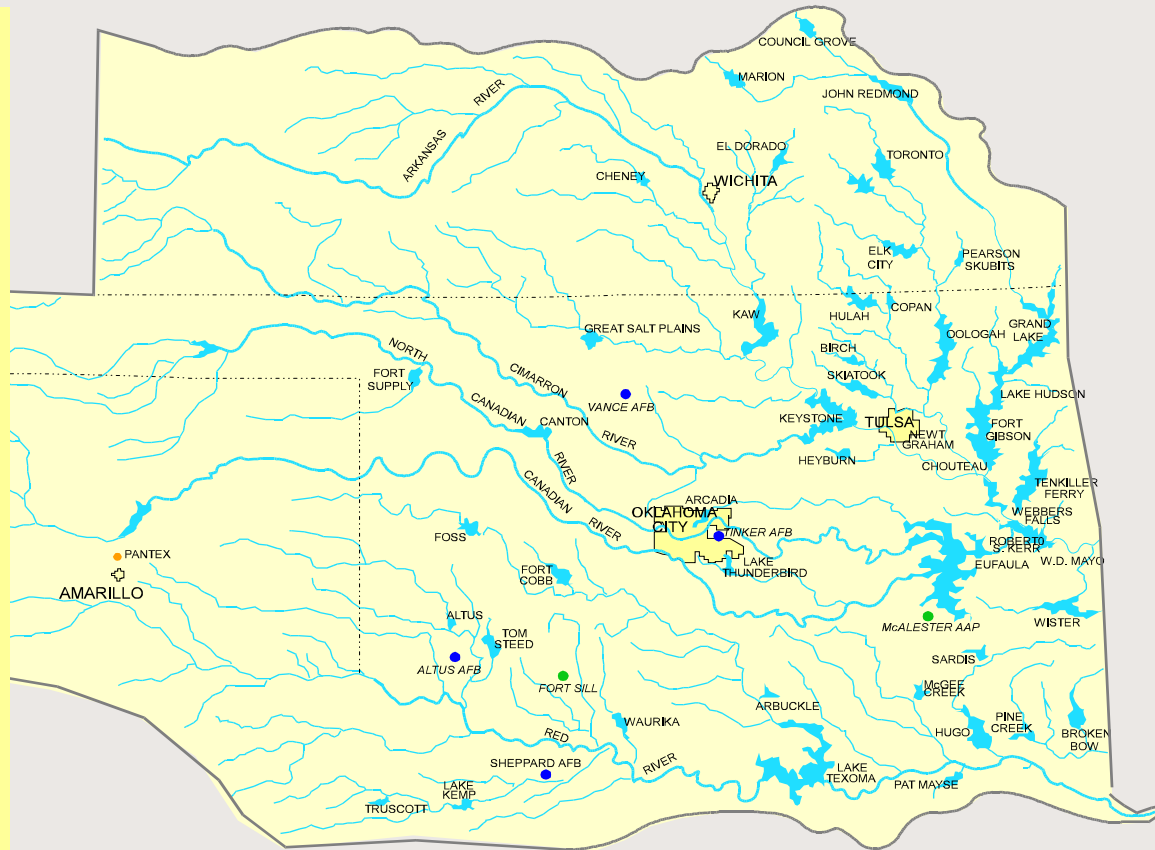 COUNCIL GROVE
MARION
JOHN REDMOND
RIVER
ARKANSAS
EL DORADO
TORONTO
CHENEY
WICHITA
ELK
CITY
PEARSON
SKUBITS
KAW
HULAH
COPAN
GREAT SALT PLAINS
OOLOGAH
GRAND
LAKE
BIRCH
NORTH
FORT
SUPPLY
CIMARRON
SKIATOOK
VANCE AFB
LAKE HUDSON
CANADIAN
CANTON
RIVER
KEYSTONE
TULSA
NEWT
GRAHAM
FORT
GIBSON
HEYBURN
CHOUTEAU
RIVER
CANADIAN
RIVER
TENKILLER
FERRY
ARCADIA
OKLAHOMA
CITY
WEBBERS
FALLS
FOSS
TINKER AFB
ROBERT0
S. KERR
PANTEX
AMARILLO
FORT
COBB
LAKE
THUNDERBIRD
EUFAULA
W.D. MAYO
ALTUS
TOM
STEED
McALESTER AAP
WISTER
ALTUS AFB
FORT SILL
SARDIS
McGEE
CREEK
ARBUCKLE
WAURIKA
RED
RIVER
HUGO
PINE
CREEK
BROKEN
BOW
SHEPPARD AFB
LAKE
TEXOMA
PAT MAYSE
LAKE
KEMP
TRUSCOTT